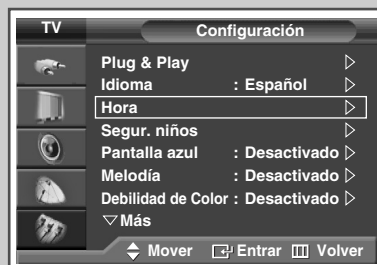 TV Configuración
Plug & Play
Idioma : Español
Hora
Segur. niños
Pantalla azul : Desactivado
Melodía : Desactivado
Debilidad de Color : Desactivado
Más
Mover Entrar Volver